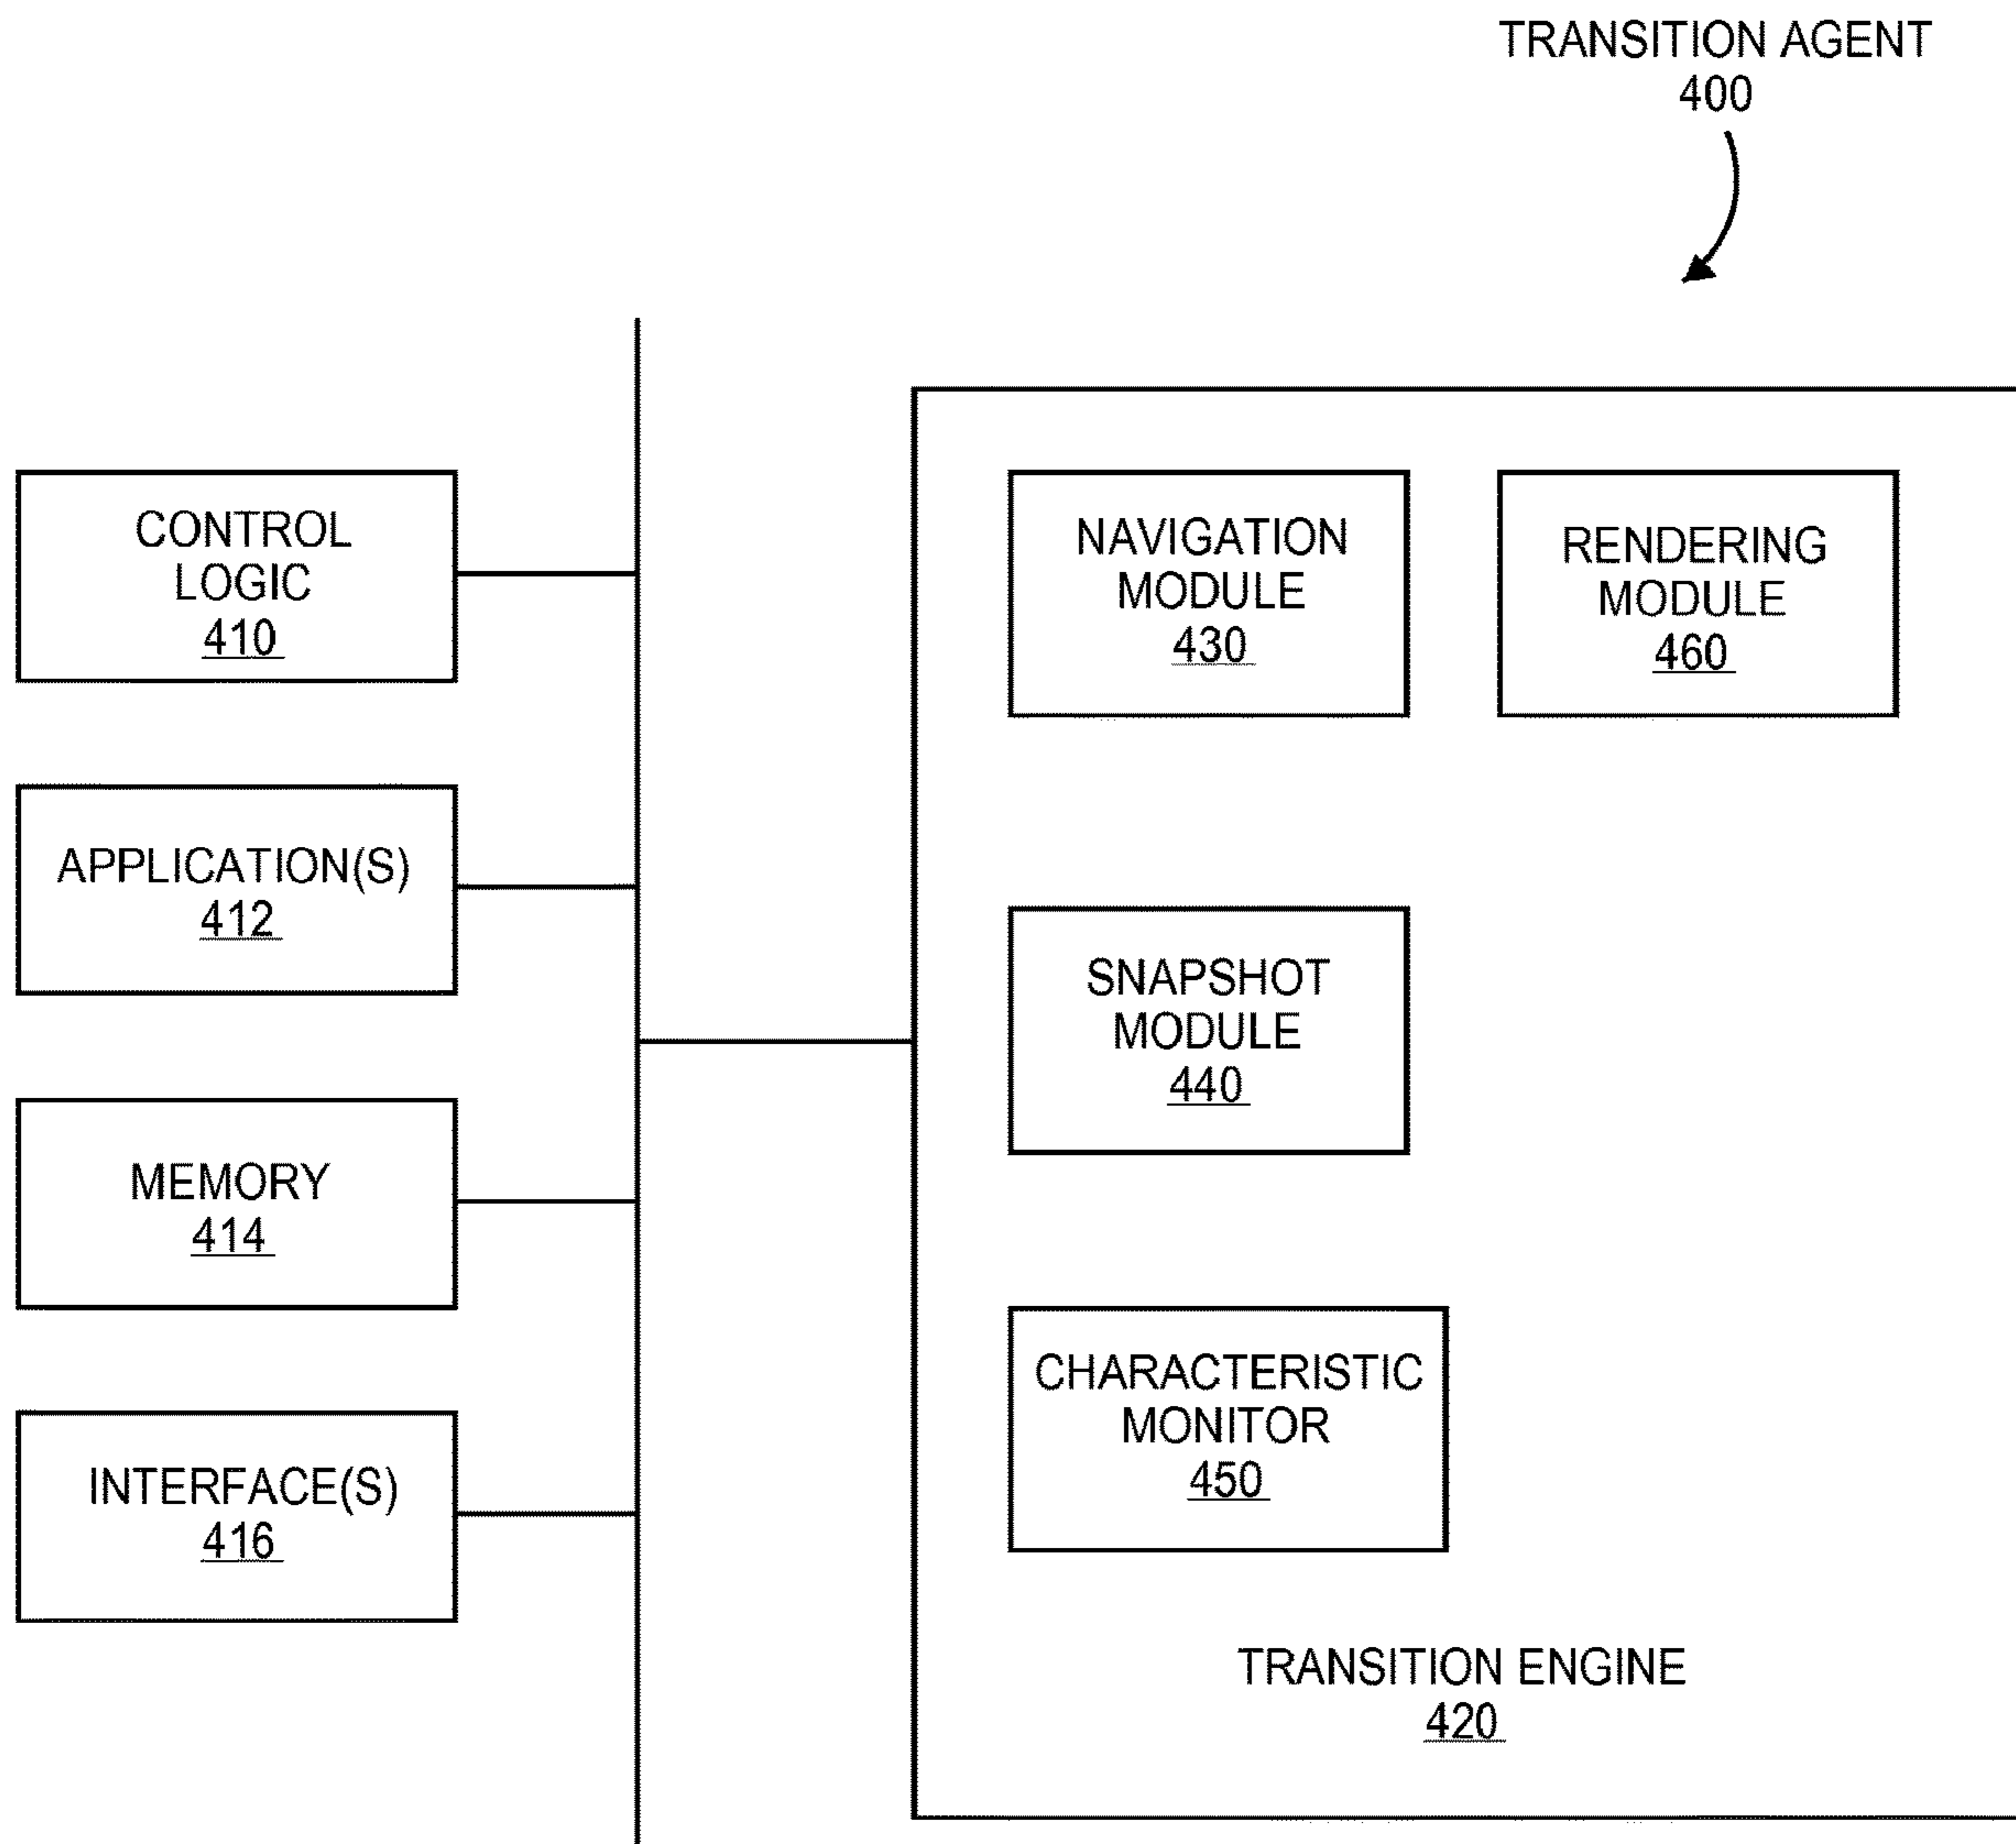 TRANSITION AGENT
400
CONTROL
LOGIC
410
APPLICATION(S)
412
MEMORY
414
INTERFACE(S)
416
NAVIGATION
MODULE
430
RENDERING
MODULE
460
SNAPSHOT
MODULE
440
CHARACTERISTIC
MONITOR
450
TRANSITION ENGINE
420